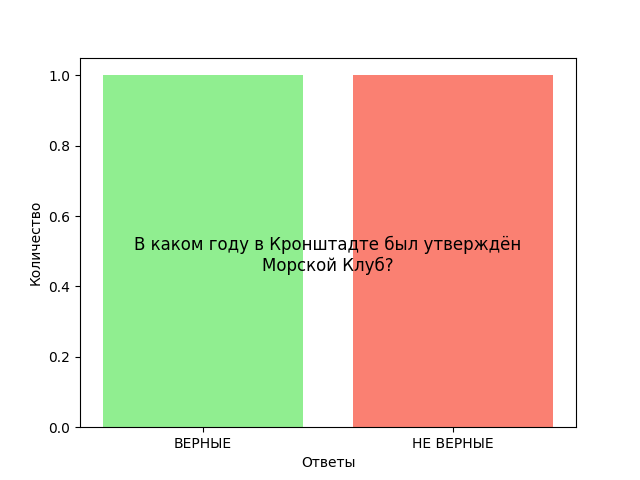 1.0
0.8
0.6
0.4
0.2
0.0
Количество
В каком году в Кронштадте был утверждён
Морской Клуб?
ВЕРНЫЕ
НЕ ВЕРНЫЕ
Ответы